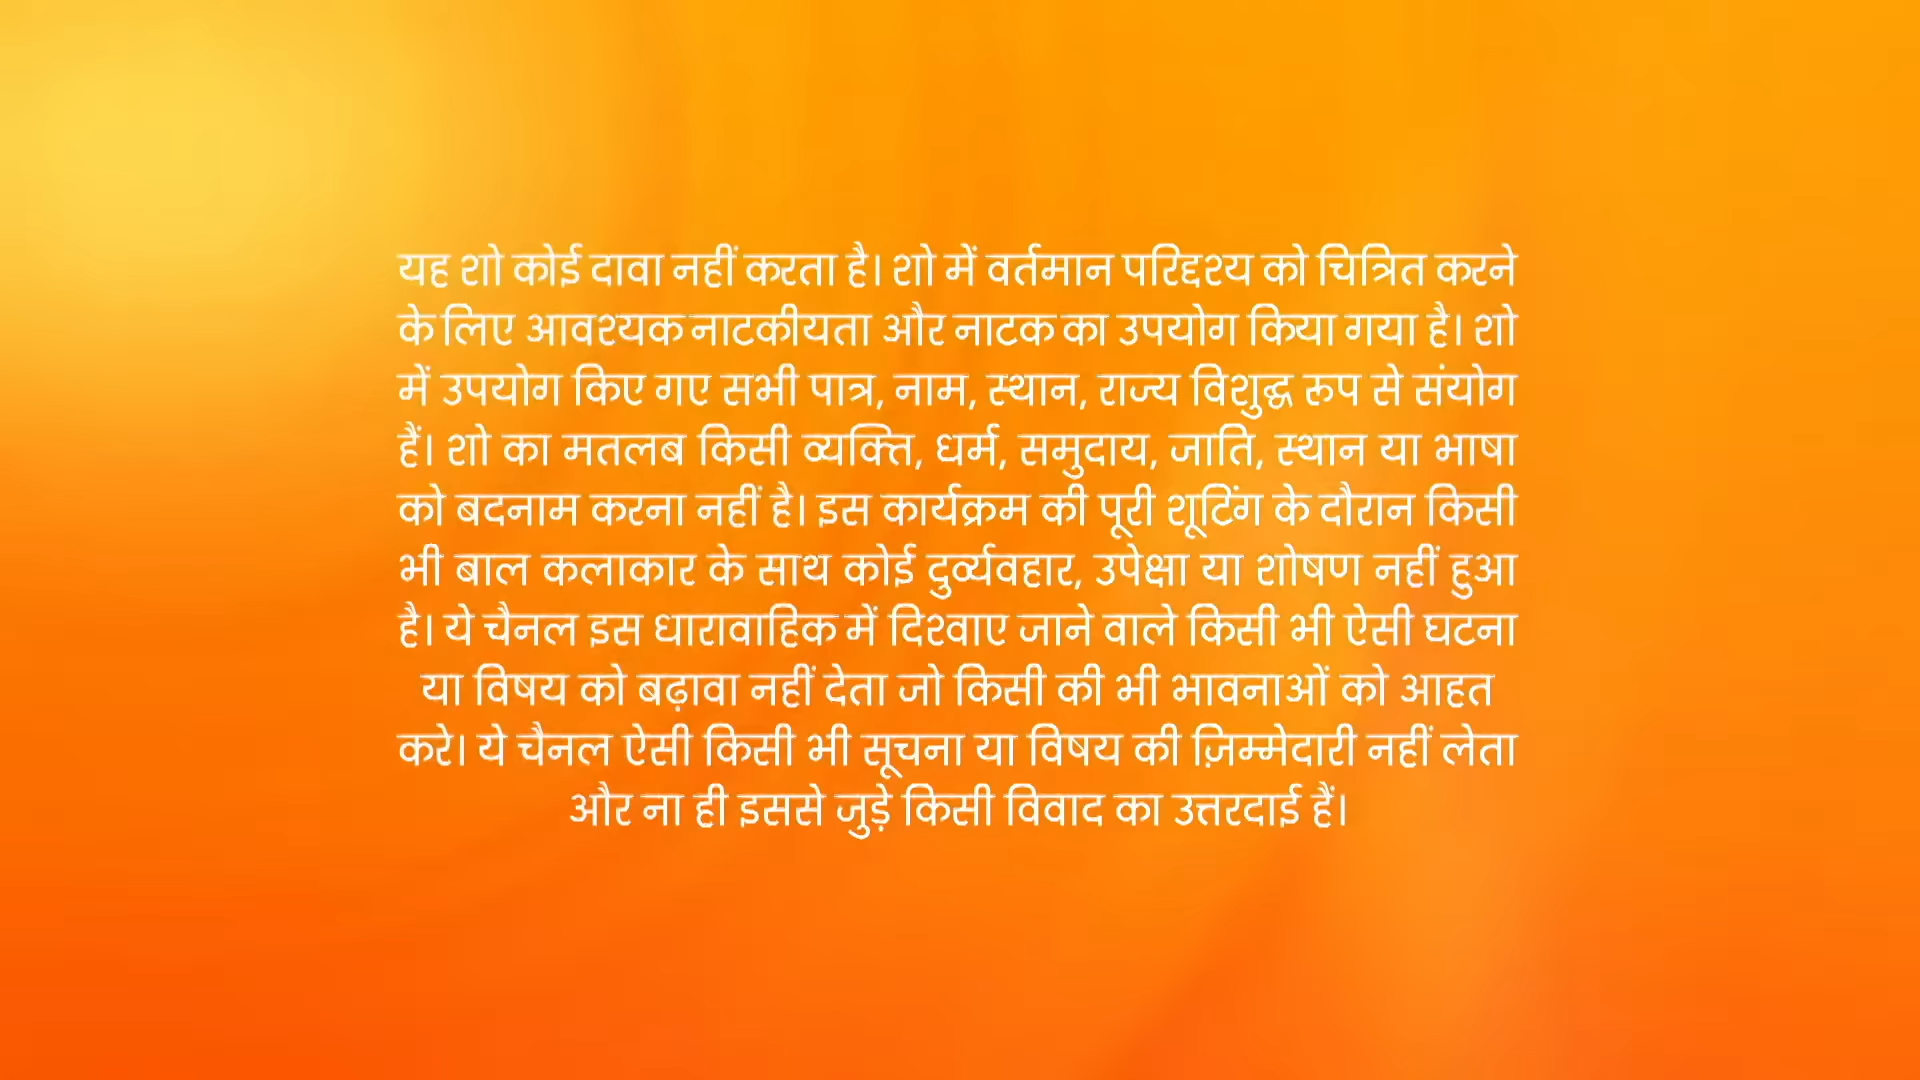 यह शो कोई दावा नहीं करता है। शो में वर्तमान परिद्दश्य को चित्रित करने
के लिए आवश्यक नाटकीयता और नाटक का उपयोग किया गया है। शो
में उपयोग किए गए सभी पात्र, नाम, स्थान, राज्य विशुद्ध रूप से संयोग
हैं। शो का मतलब किसी व्यक्ति, धर्म, समुदाय, जाति, स्थान या भाषा
को बदनाम करना नहीं है। इस कार्यक्रम की पूरी शूटिंग के दौरान किसी
भी बाल कलाकार के साथ कोई दुर्व्यवहार, उपेक्षा या शोषण नहीं हुआ
है। ये चैनल इस धारावाहिक में दिखाए जाने वाले किसी भी ऐसी घटना
या विषय को बढ़ावा नहीं देता जो किसी की भी भावनाओं को आहत
करे। ये चैनल ऐसी किसी भी सूचना या विषय की ज़िम्मेदारी नहीं लेता
और ना ही इससे जुड़े किसी विवाद का उत्तरदाई हैं।